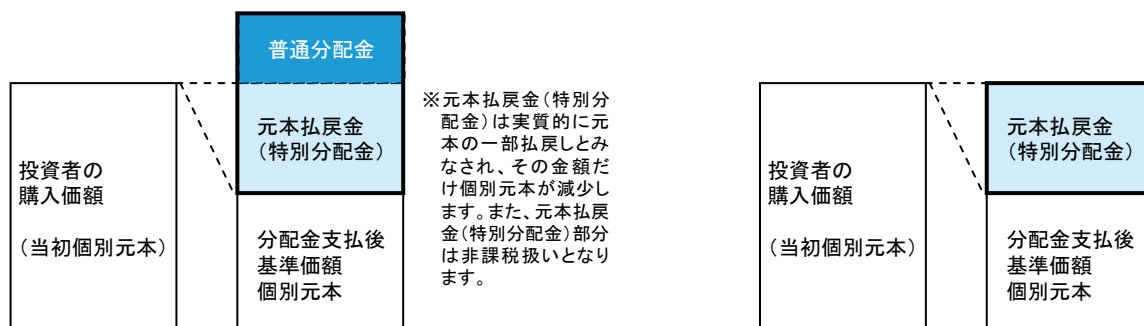 普通分配金
元本払戻金
（特別分配金）
投資者の
購入価額
（当初個別元本）
分配金支払後
基準価額
個別元本
※元本払戻金（特別分
配金）は実質的に元
本の一部払戻しとみ
なされ、その金額だ
け個別元本が減少し
ます。また、元本払戻
金（特別分配金）部分
は非課税扱いとなり
ます。
元本払戻金
（特別分配金）
投資者の
購入価額
（当初個別元本）
分配金支払後
基準価額
個別元本